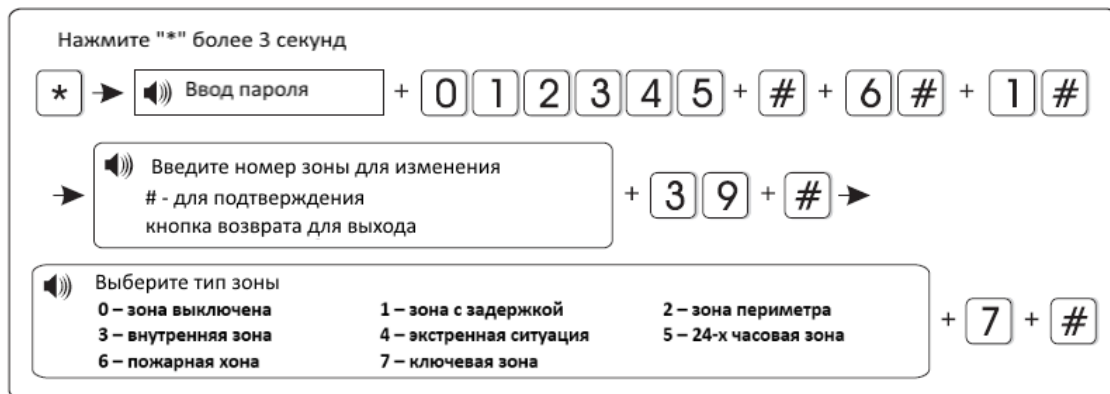 Нажмите "*" более 3 секунд
* Ввод пароля + 0 1 2 3 4 5 + # + 6 # + 1 #
Введите номер зоны для изменения
# - для подтверждения + 3 9 + #
кнопка возврата для выхода
Выберите тип зоны
0 – зона выключена 1 – зона с задержкой 2 – зона периметра
3 – внутренняя зона 4 – экстренная ситуация 5 – 24-х часовая зона + 7 + #
6 – пожарная хона 7 – ключевая зона